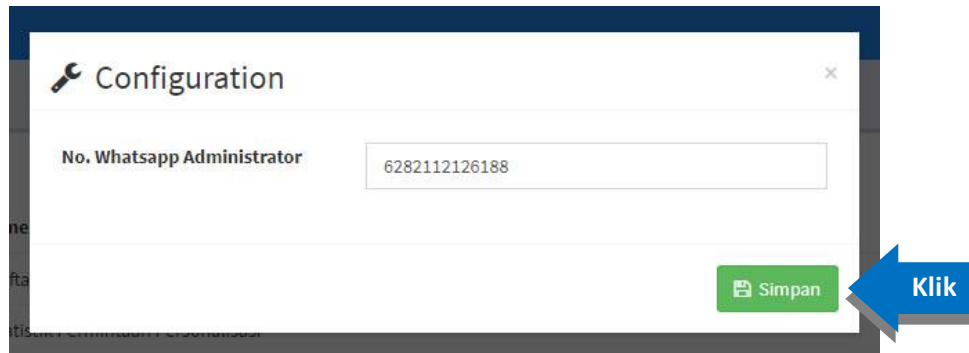 Configuration ×
No. Whatsapp Administrator
6282112126188
Simpan
Klik